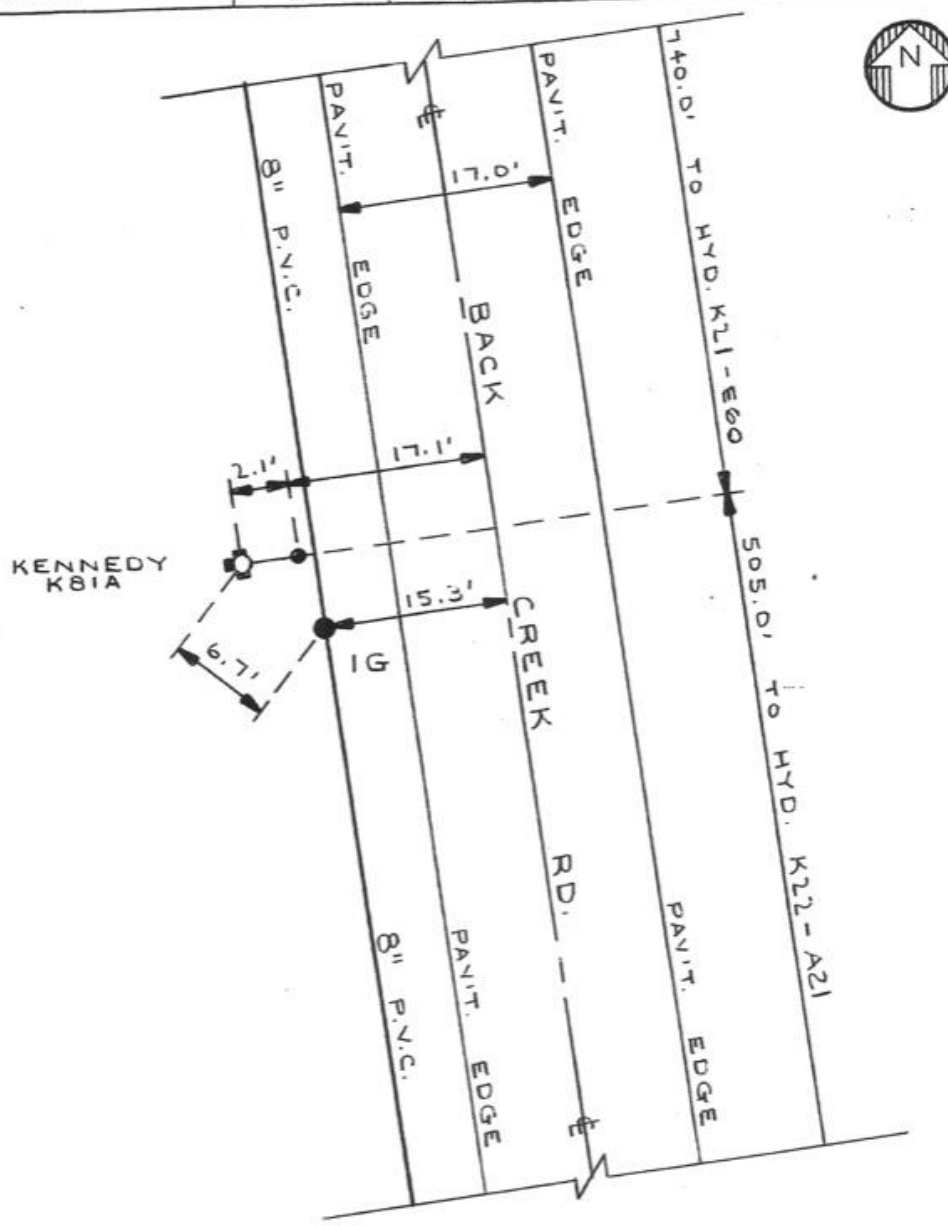 N
PAV'T. EDGE
PAV'T. EDGE
740.0' TO HYD. K21-E60
8" P.V.C.
℄
17.0'
BACK CREEK RD.
2.1'
17.1'
KENNEDY
K81A
15.3'
6.7'
1G
505.0' TO HYD. K22-A21
8" P.V.C.
PAV'T. EDGE
PAV'T. EDGE
℄